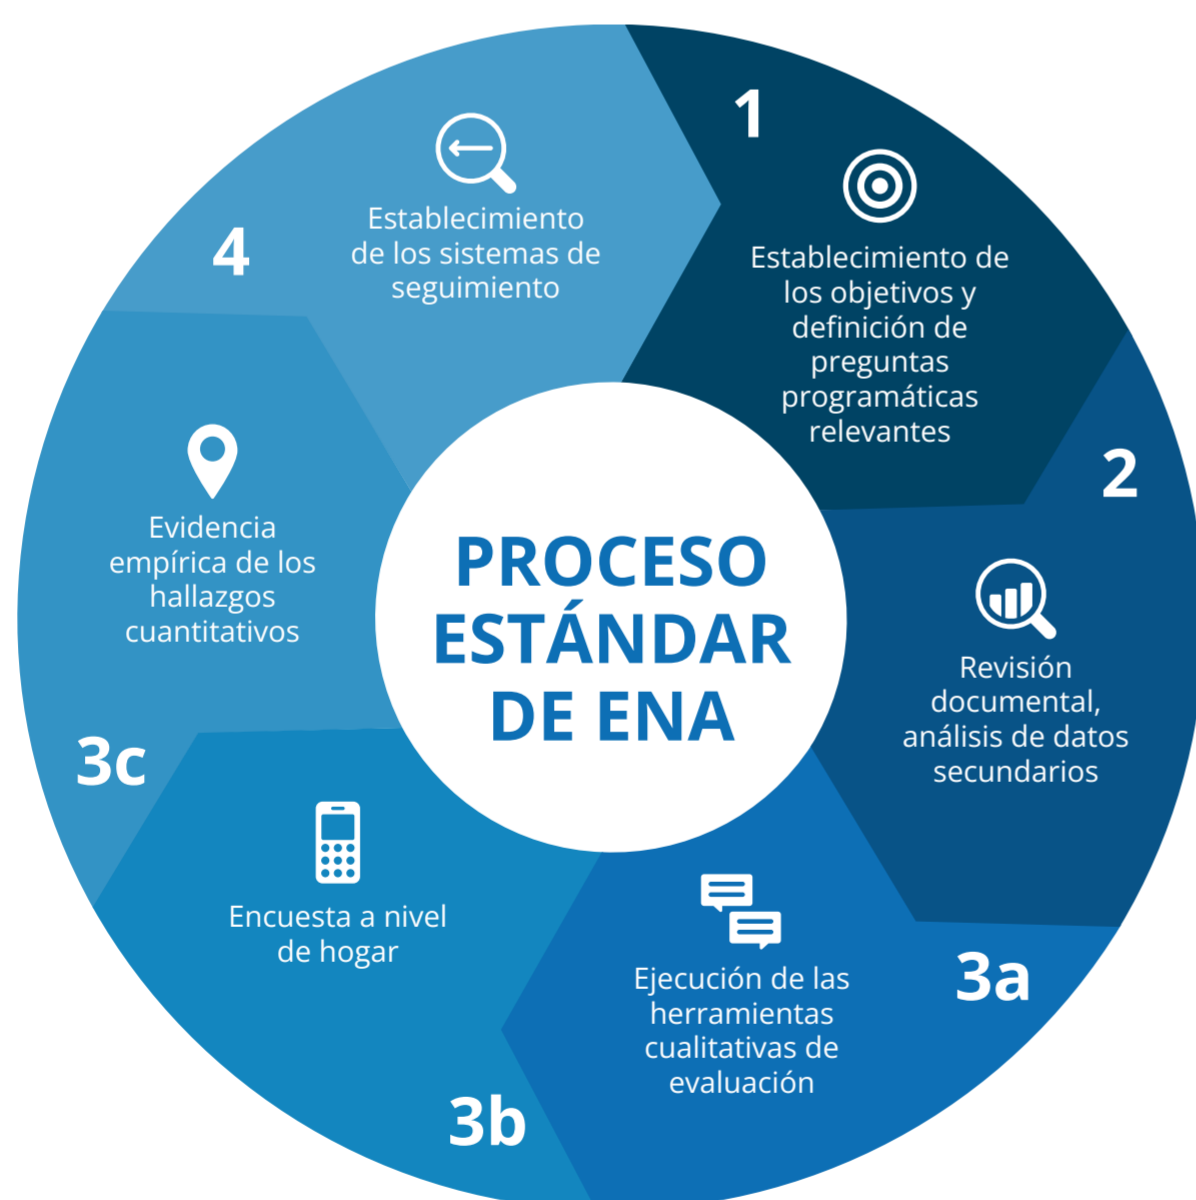 PROCESO
ESTÁNDAR
DE ENA
1
Establecimiento de
los objetivos y
definición de
preguntas
programáticas
relevantes
2
Revisión
documental,
análisis de datos
secundarios
3a
Ejecución de las
herramientas
cualitativas de
evaluación
3b
Encuesta a nivel
de hogar
3c
Evidencia
empírica de los
hallazgos
cuantitativos
4
Establecimiento
de los sistemas de
seguimiento